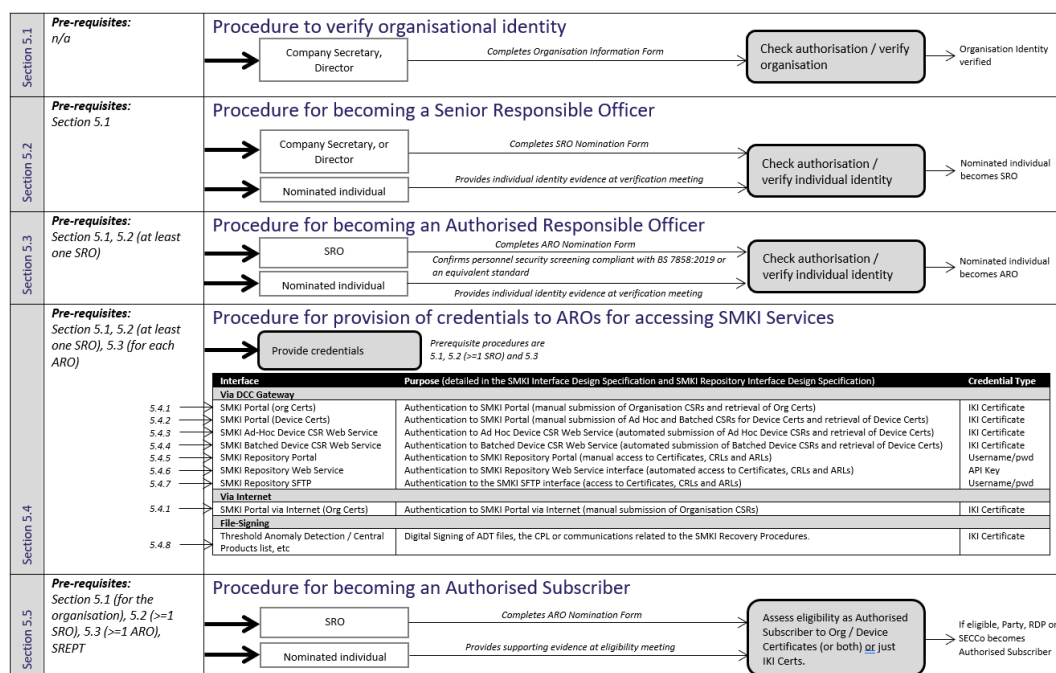 Section 5.1
Pre-requisites:
n/a
Procedure to verify organisational identity
Company Secretary,
Director
Completes Organisation Information Form
Check authorisation / verify
organisation
Organisation Identity
verified
Section 5.2
Pre-requisites:
Section 5.1
Procedure for becoming a Senior Responsible Officer
Company Secretary, or
Director
Completes SRO Nomination Form
Nominated individual
Provides individual identity evidence at verification meeting
Check authorisation /
verify individual identity
Nominated individual
becomes SRO
Section 5.3
Pre-requisites:
Section 5.1, 5.2 (at least
one SRO)
Procedure for becoming an Authorised Responsible Officer
SRO
Completes ARO Nomination Form
Confirms personnel security screening compliant with BS 7858:2019 or
an equivalent standard
Nominated individual
Provides individual identity evidence at verification meeting
Check authorisation /
verify individual identity
Nominated individual
becomes ARO
Section 5.4
Pre-requisites:
Section 5.1, 5.2 (at least
one SRO), 5.3 (for each
ARO)
Procedure for provision of credentials to AROs for accessing SMKI Services
Provide credentials
Prerequisite procedures are
5.1, 5.2 (>=1 SRO) and 5.3
Interface Purpose (detailed in the SMKI Interface Design Specification and SMKI Repository Interface Design Specification) Credential Type
Via DCC Gateway
5.4.1 SMKI Portal (org Certs) Authentication to SMKI Portal (manual submission of Organisation CSRs and retrieval of Org Certs) IKI Certificate
5.4.2 SMKI Portal (Device Certs) Authentication to SMKI Portal (manual submission of Ad Hoc and Batched CSRs for Device Certs and retrieval of Device Certs) IKI Certificate
5.4.3 SMKI Ad-Hoc Device CSR Web Service Authentication to Ad Hoc Device CSR Web Service (automated submission of Ad Hoc Device CSRs and retrieval of Device Certs) IKI Certificate
5.4.4 SMKI Batched Device CSR Web Service Authentication to Batched Device CSR Web Service (automated submission of Batched Device CSRs and retrieval of Device Certs) IKI Certificate
5.4.5 SMKI Repository Portal Authentication to SMKI Repository Portal (manual access to Certificates, CRLs and ARLs) Username/pwd
5.4.6 SMKI Repository Web Service Authentication to SMKI Repository Web Service interface (automated access to Certificates, CRLs and ARLs) API Key
5.4.7 SMKI Repository SFTP Authentication to the SMKI SFTP interface (access to Certificates, CRLs and ARLs) Username/pwd
Via Internet
5.4.1 SMKI Portal via Internet (Org Certs) Authentication to SMKI Portal via Internet (manual submission of Organisation CSRs) IKI Certificate
File-Signing
5.4.8 Threshold Anomaly Detection / Central Digital Signing of ADT files, the CPL or communications related to the SMKI Recovery Procedures. IKI Certificate
Products list, etc
Section 5.5
Pre-requisites:
Section 5.1 (for the
organisation), 5.2 (>=1
SRO), 5.3 (>=1 ARO),
SREPT
Procedure for becoming an Authorised Subscriber
SRO
Completes ARO Nomination Form
Nominated individual
Provides supporting evidence at eligibility meeting
Assess eligibility as Authorised
Subscriber to Org / Device
Certificates (or both) or just
IKI Certs.
If eligible, Party, RDP or
SECCo becomes
Authorised Subscriber